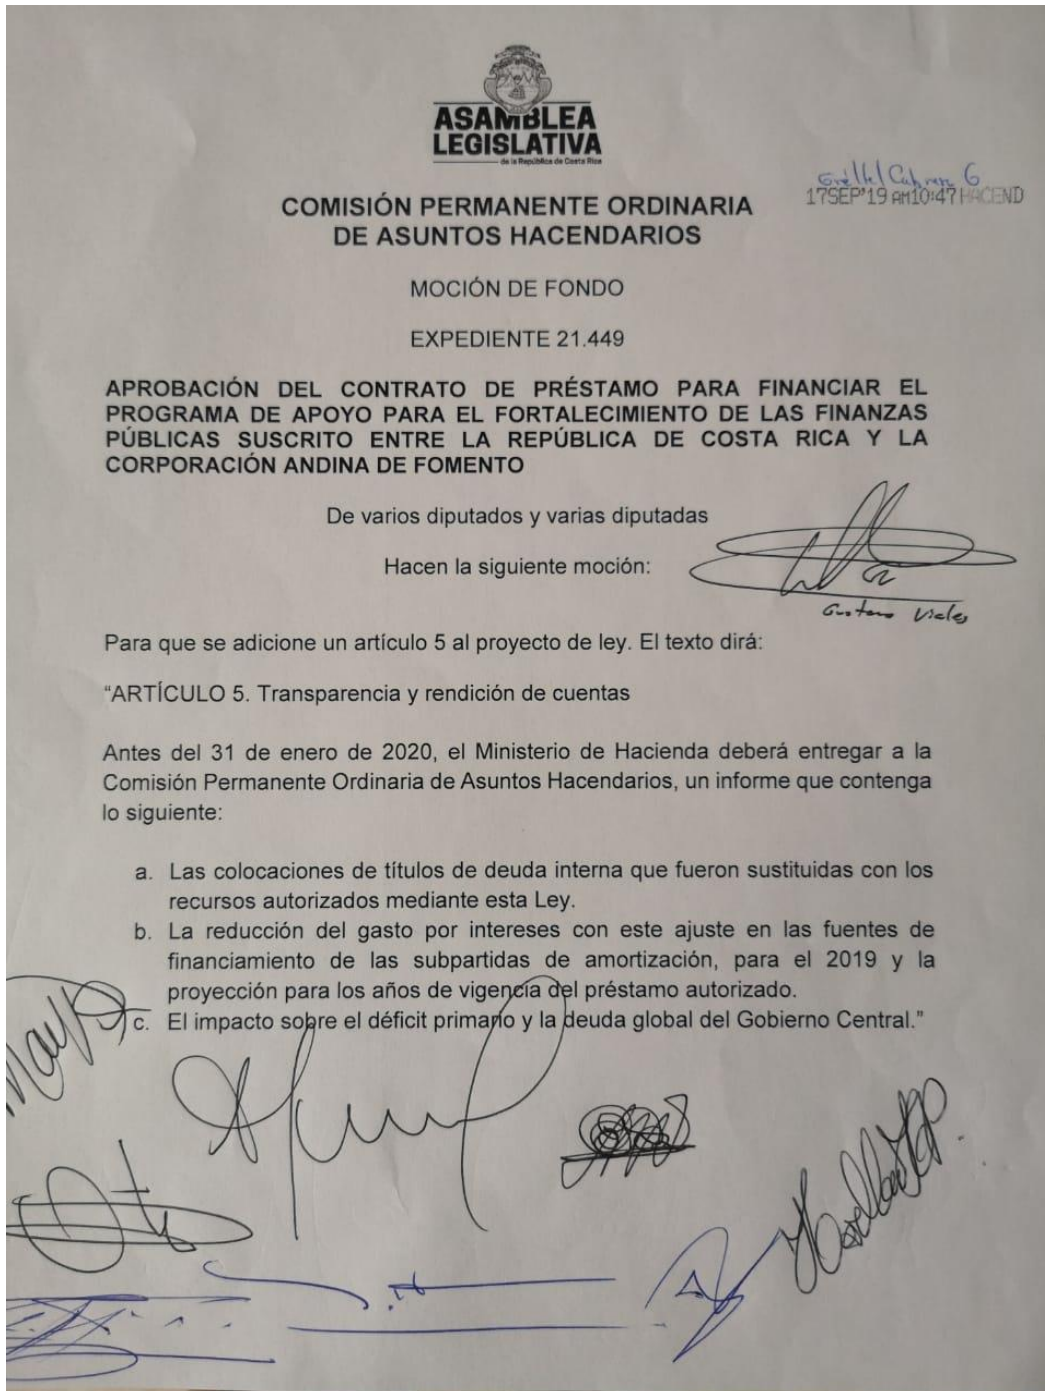 ASAMBLEA
LEGISLATIVA
de la República de Costa Rica
17SEP'19 AM10:47 HACEND
COMISIÓN PERMANENTE ORDINARIA
DE ASUNTOS HACENDARIOS
MOCIÓN DE FONDO
EXPEDIENTE 21.449
APROBACIÓN DEL CONTRATO DE PRÉSTAMO PARA FINANCIAR EL
PROGRAMA DE APOYO PARA EL FORTALECIMIENTO DE LAS FINANZAS
PÚBLICAS SUSCRITO ENTRE LA REPÚBLICA DE COSTA RICA Y LA
CORPORACIÓN ANDINA DE FOMENTO
De varios diputados y varias diputadas
Hacen la siguiente moción:
Gustavo Viales
Para que se adicione un artículo 5 al proyecto de ley. El texto dirá:
“ARTÍCULO 5. Transparencia y rendición de cuentas
Antes del 31 de enero de 2020, el Ministerio de Hacienda deberá entregar a la
Comisión Permanente Ordinaria de Asuntos Hacendarios, un informe que contenga
lo siguiente:
a. Las colocaciones de títulos de deuda interna que fueron sustituidas con los
recursos autorizados mediante esta Ley.
b. La reducción del gasto por intereses con este ajuste en las fuentes de
financiamiento de las subpartidas de amortización, para el 2019 y la
proyección para los años de vigencia del préstamo autorizado.
c. El impacto sobre el déficit primario y la deuda global del Gobierno Central.”